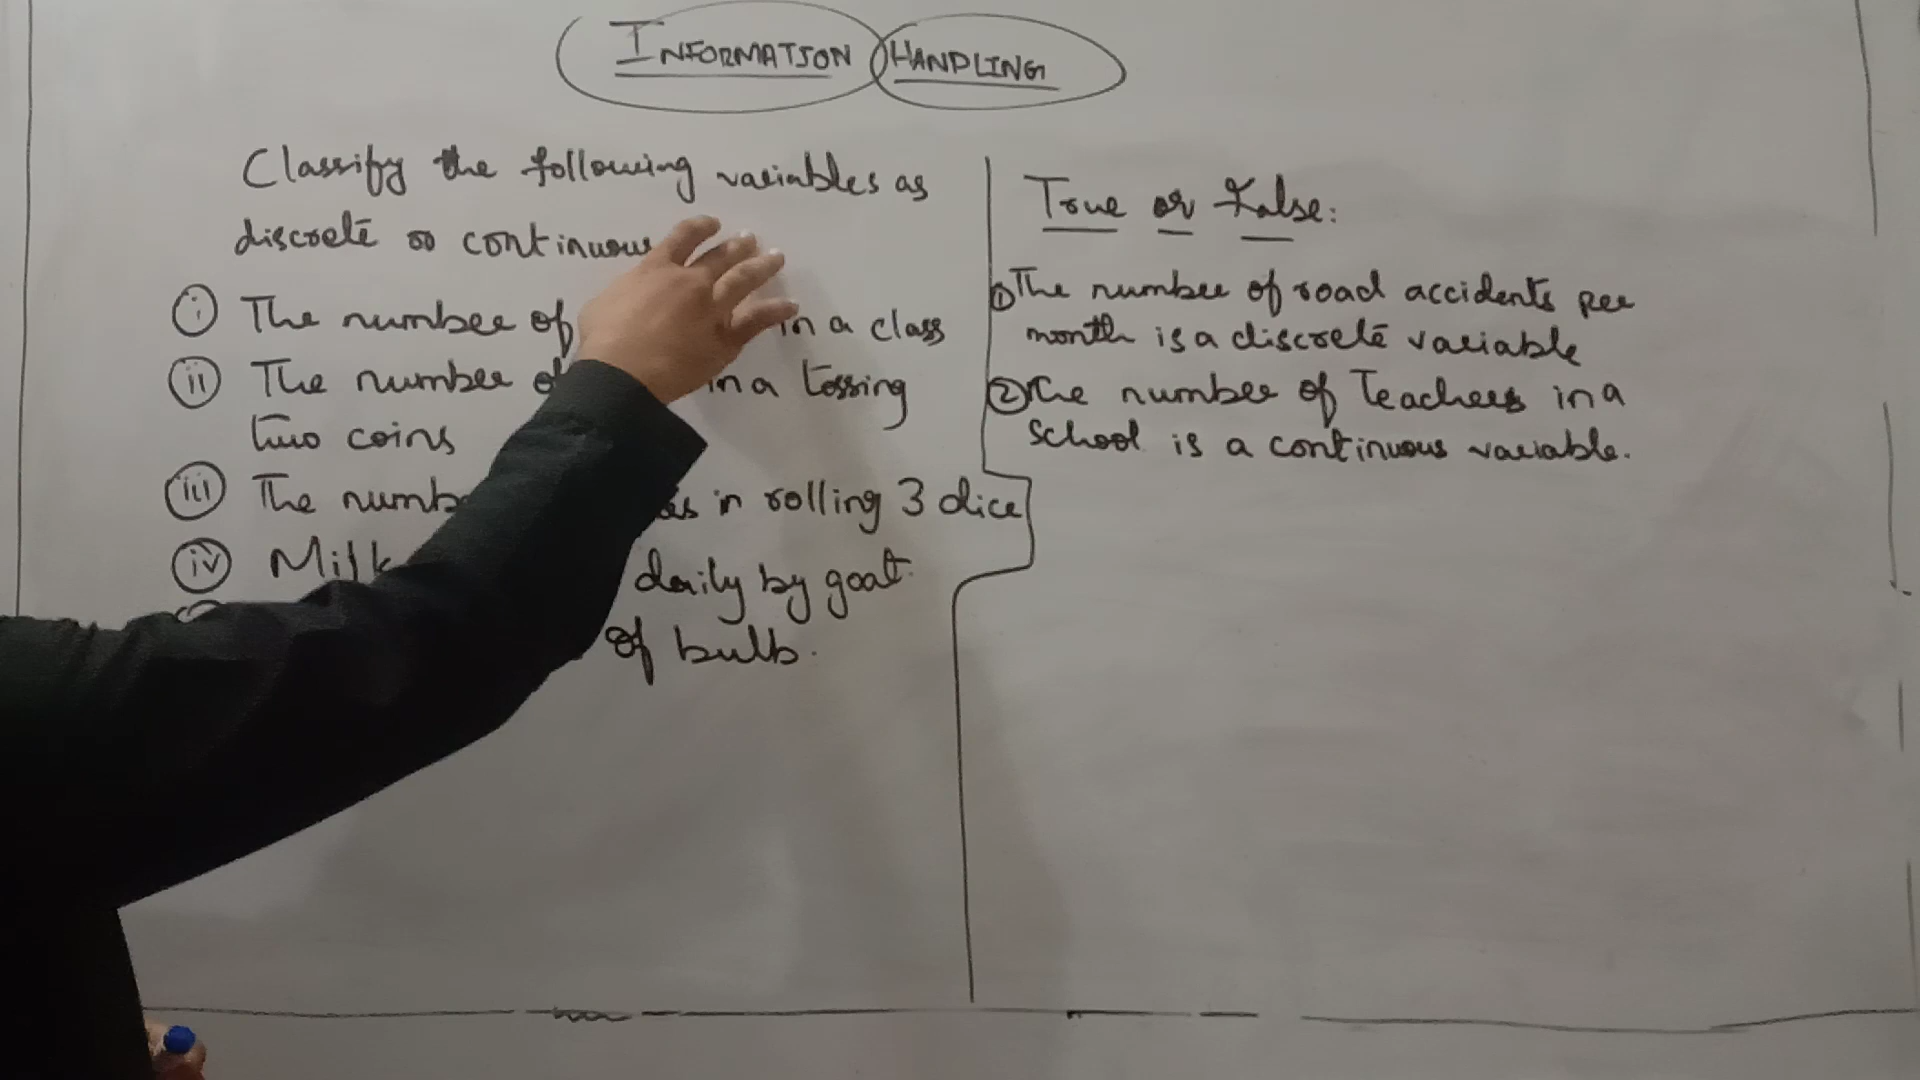 INFORMATION HANDLING
Classify the following variables as
discrete or continuous
(i) The number of in a class
(ii) The number of in a tossing
two coins
(iii) The in rolling 3 dice
(iv) Milk daily by goat.
of bulb.
True or False:
(1) The number of road accidents per
month is a discrete variable
(2) The number of Teachers in a
School is a continuous variable.